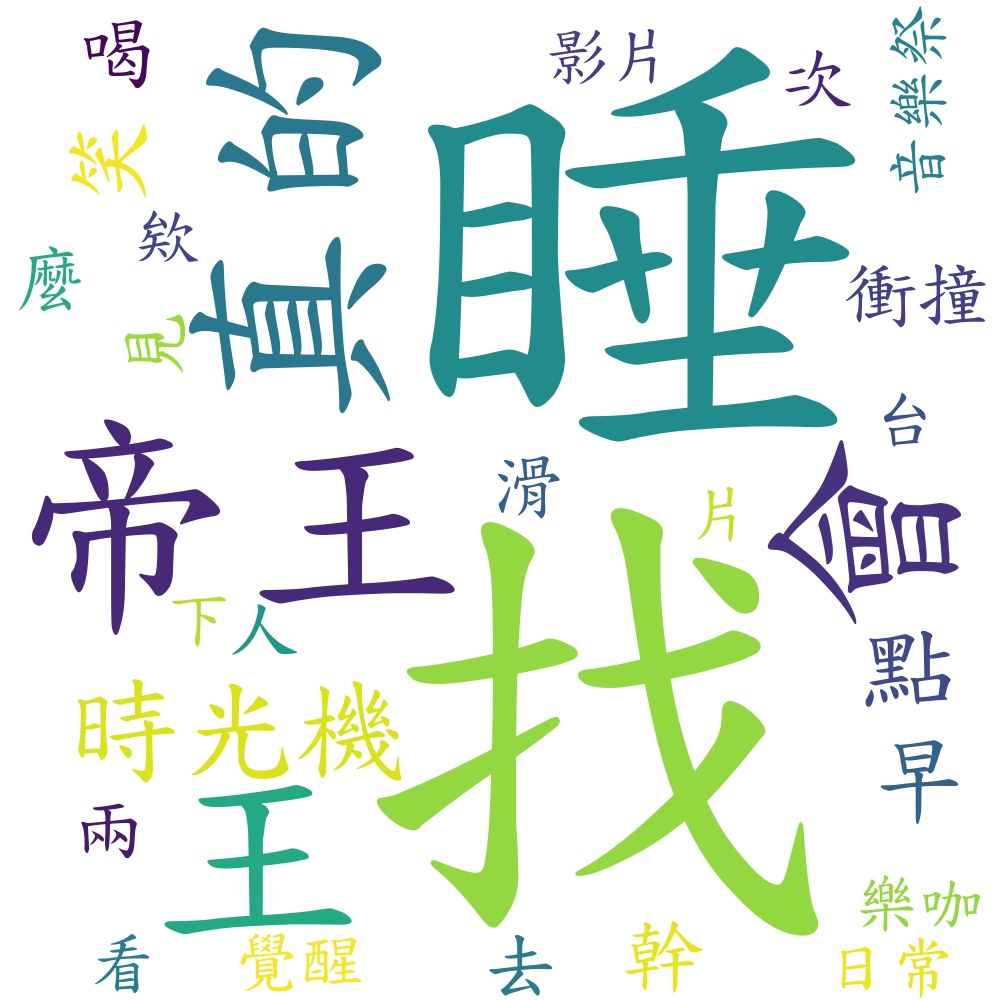 喝
影片
次
音樂祭
真的
睡
笑
欸
麼
見
衝撞
台
帝王
滑
片
會
下
人
找
點
時光機
早
王
兩
樂咖
看
覺醒
去
幹
日常